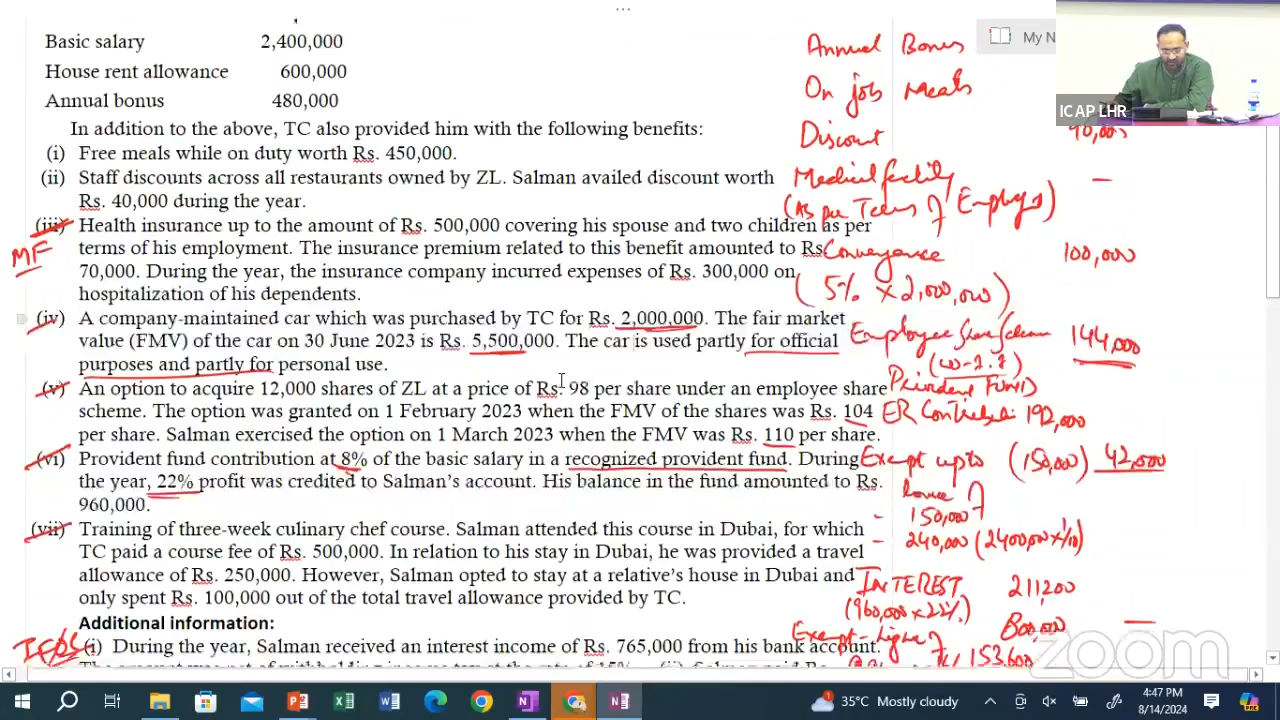 Basic salary 2,400,000
House rent allowance 600,000
Annual bonus 480,000
In addition to the above, TC also provided him with the following benefits:
(i) Free meals while on duty worth Rs. 450,000.
(ii) Staff discounts across all restaurants owned by ZL. Salman availed discount worth
Rs. 40,000 during the year.
(iii) Health insurance up to the amount of Rs. 500,000 covering his spouse and two children as per
terms of his employment. The insurance premium related to this benefit amounted to Rs
70,000. During the year, the insurance company incurred expenses of Rs. 300,000 on
hospitalization of his dependents.
(iv) A company-maintained car which was purchased by TC for Rs. 2,000,000. The fair market
value (FMV) of the car on 30 June 2023 is Rs. 5,500,000. The car is used partly for official
purposes and partly for personal use.
(v) An option to acquire 12,000 shares of ZL at a price of Rs. 98 per share under an employee share
scheme. The option was granted on 1 February 2023 when the FMV of the shares was Rs. 104
per share. Salman exercised the option on 1 March 2023 when the FMV was Rs. 110 per share.
(vi) Provident fund contribution at 8% of the basic salary in a recognized provident fund. During
the year, 22% profit was credited to Salman's account. His balance in the fund amounted to Rs.
960,000.
(vii) Training of three-week culinary chef course. Salman attended this course in Dubai, for which
TC paid a course fee of Rs. 500,000. In relation to his stay in Dubai, he was provided a travel
allowance of Rs. 250,000. However, Salman opted to stay at a relative's house in Dubai and
only spent Rs. 100,000 out of the total travel allowance provided by TC.
Additional information:
(i) During the year, Salman received an interest income of Rs. 765,000 from his bank account.
MF
Annual Bonus
On job Meals
Discount
Medical facility —
(As per Terms of
Conveyance 100,000
(5% × 2,000,000)
Employee Share Scheme 144,000
Provident Fund
ER Contribution 192,000
Exempt upto (150,000) 42,000
Lower of
- 150,000
- 240,000 (2400,000 x 1/10)
INTEREST 211,200
(960,000 x 22%)
800,000 —
Exempt - higher of
153,600
My N
ICAP LHR
zoom
35°C Mostly cloudy
4:47 PM
8/14/2024